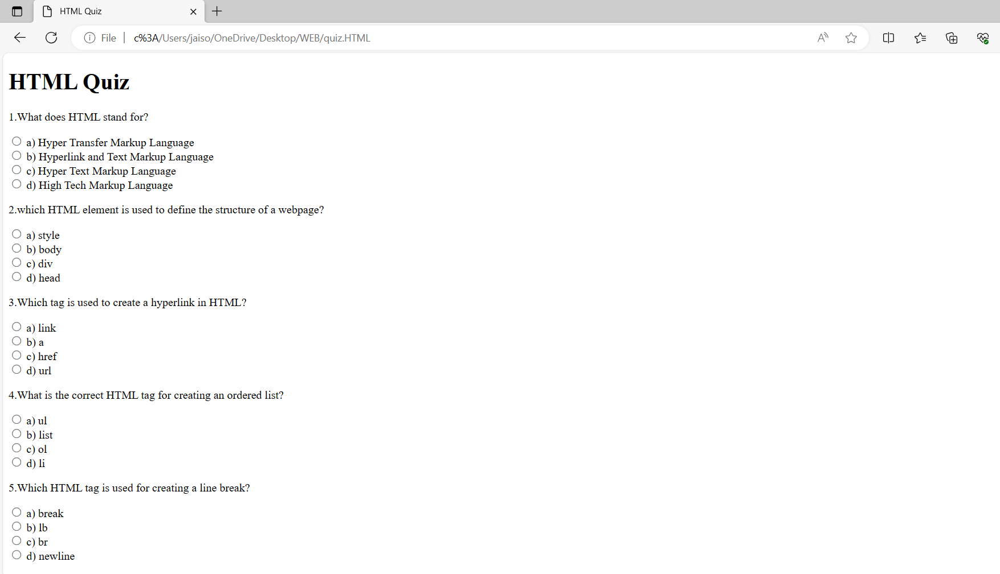 HTML Quiz
File c%3A/Users/jaiso/OneDrive/Desktop/WEB/quiz.HTML
HTML Quiz
1.What does HTML stand for?
a) Hyper Transfer Markup Language
b) Hyperlink and Text Markup Language
c) Hyper Text Markup Language
d) High Tech Markup Language
2.which HTML element is used to define the structure of a webpage?
a) style
b) body
c) div
d) head
3.Which tag is used to create a hyperlink in HTML?
a) link
b) a
c) href
d) url
4.What is the correct HTML tag for creating an ordered list?
a) ul
b) list
c) ol
d) li
5.Which HTML tag is used for creating a line break?
a) break
b) lb
c) br
d) newline